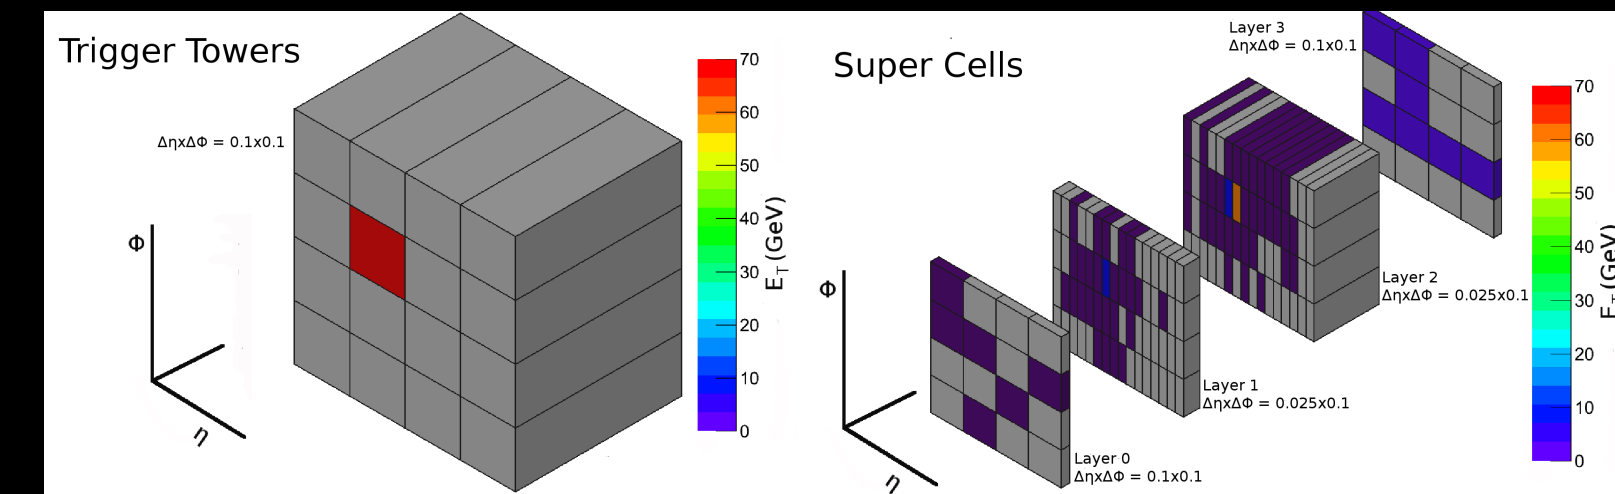 Trigger Towers
ΔηxΔΦ = 0.1x0.1
Φ
η
70
60
50
40
30
20
10
0
E_T (GeV)
Super Cells
Φ
η
Layer 0
ΔηxΔΦ = 0.1x0.1
Layer 1
ΔηxΔΦ = 0.025x0.1
Layer 2
ΔηxΔΦ = 0.025x0.1
Layer 3
ΔηxΔΦ = 0.1x0.1
70
60
50
40
30
20
10
0
E_T (GeV)